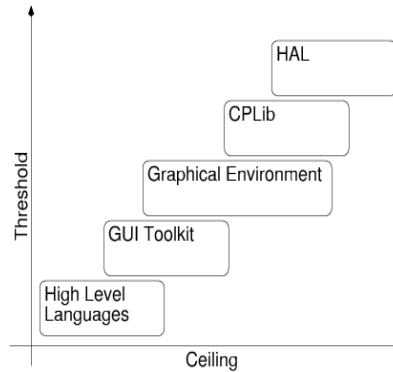 HAL
CPLib
Graphical Environment
GUI Toolkit
High Level
Languages
Threshold
Ceiling